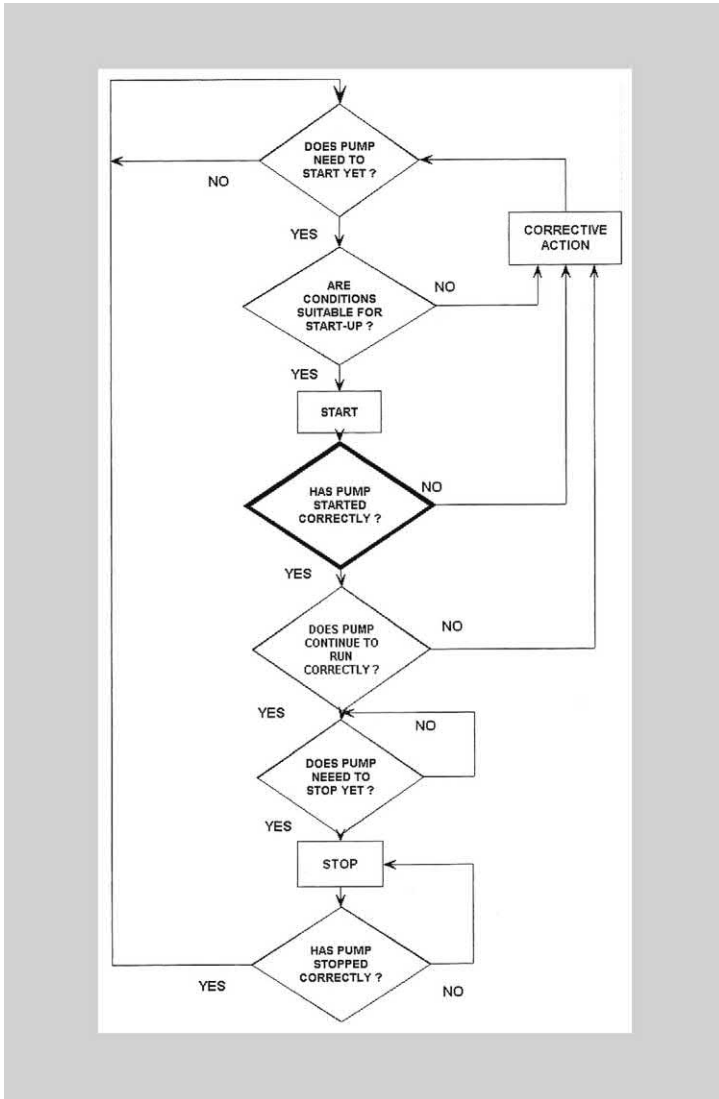 DOES PUMP
NEED TO
START YET ?
NO
YES
CORRECTIVE
ACTION
ARE
CONDITIONS
SUITABLE FOR
START-UP ?
NO
YES
START
HAS PUMP
STARTED
CORRECTLY ?
NO
YES
DOES PUMP
CONTINUE TO
RUN
CORRECTLY ?
NO
YES
NO
DOES PUMP
NEEED TO
STOP YET ?
YES
STOP
HAS PUMP
STOPPED
CORRECTLY ?
YES
NO